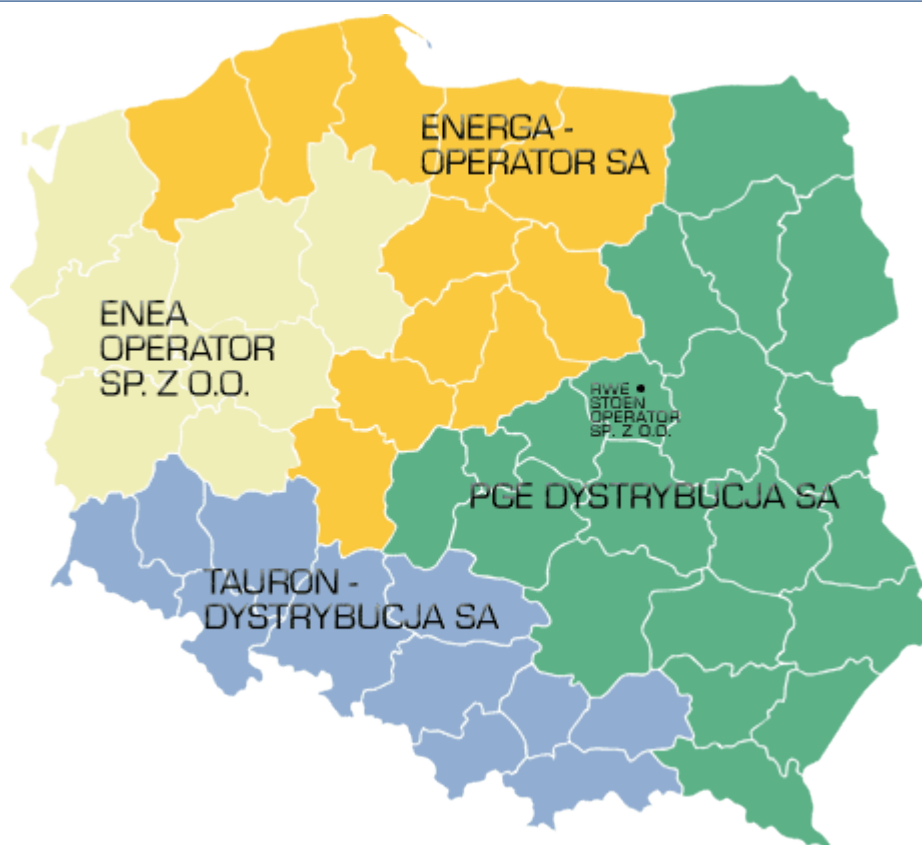 ENERGA -
OPERATOR SA
ENEA
OPERATOR
SP. Z O.O.
RWE
STOEN
OPERATOR
SP. Z O.O.
PGE DYSTRYBUCJA SA
TAURON -
DYSTRYBUCJA SA